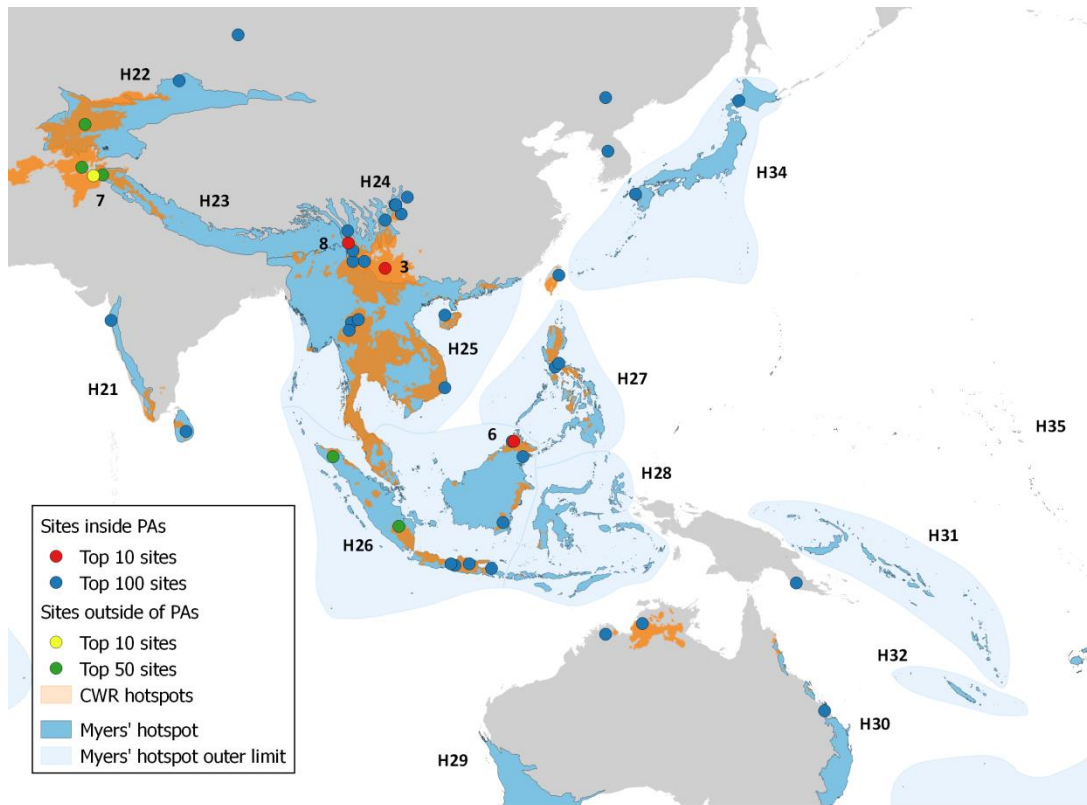 H22
H34
H24
H23
7
8
3
H25
H27
H21
H35
6
H28
H31
H26
H32
H30
H29
Sites inside PAs
Top 10 sites
Top 100 sites
Sites outside of PAs
Top 10 sites
Top 50 sites
CWR hotspots
Myers' hotspot
Myers' hotspot outer limit